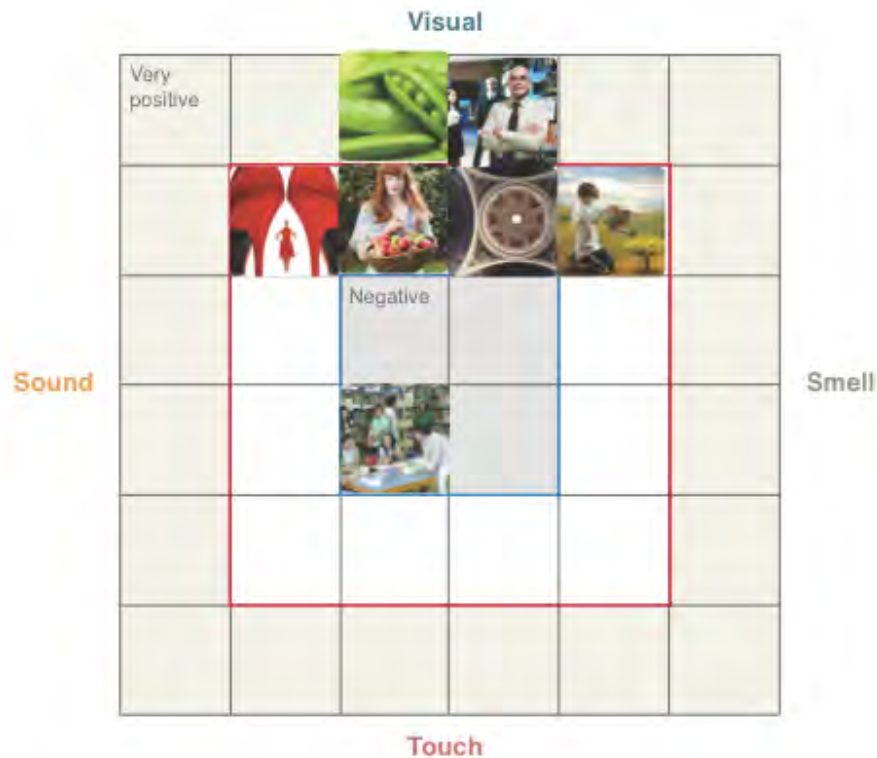 Visual
Very
positive
Negative
Sound
Smell
Touch